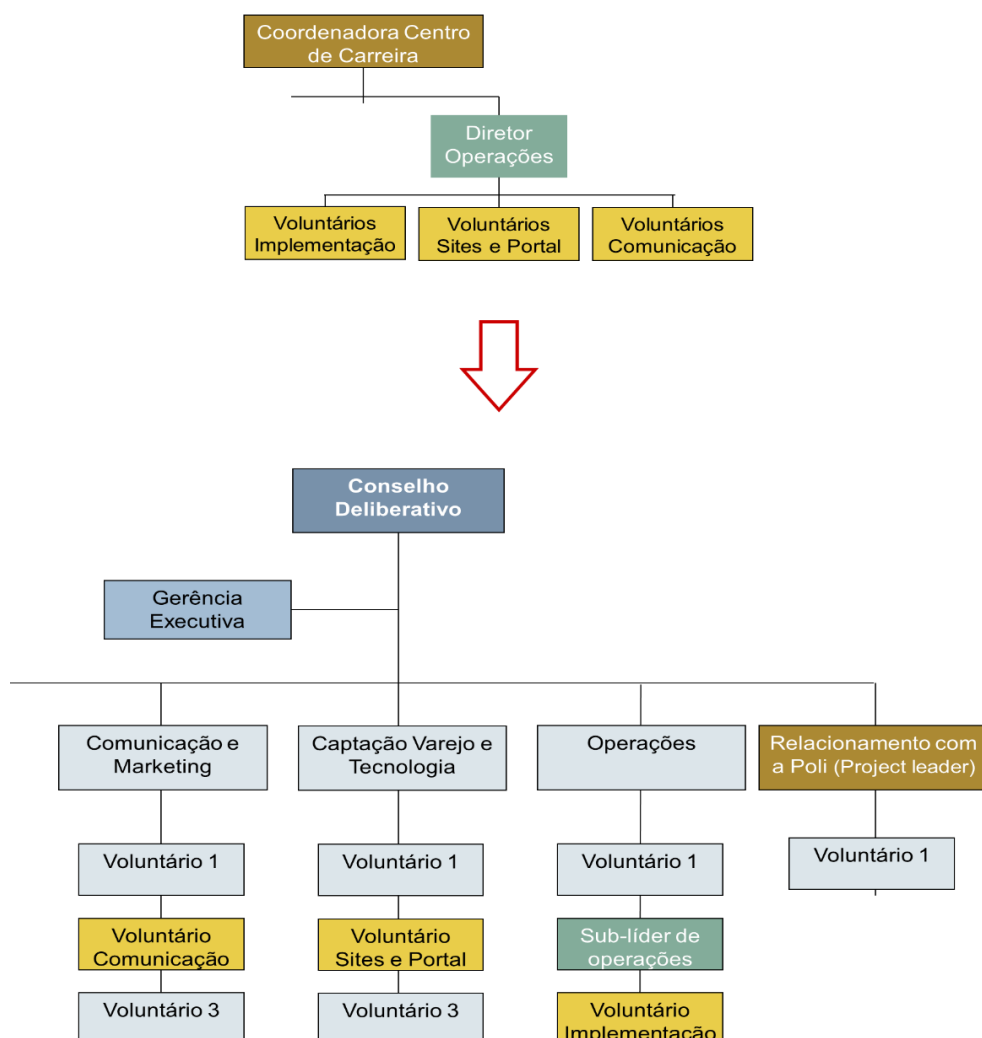 Coordenadora Centro
de Carreira
Diretor
Operações
Voluntários
Implementação
Voluntários
Sites e Portal
Voluntários
Comunicação
Conselho
Deliberativo
Gerência
Executiva
Comunicação e
Marketing
Captação Varejo e
Tecnologia
Operações
Relacionamento com
a Poli (Project leader)
Voluntário 1
Voluntário 1
Voluntário 1
Voluntário 1
Voluntário
Comunicação
Voluntário
Sites e Portal
Sub-líder de
operações
Voluntário 3
Voluntário 3
Voluntário
Implementação